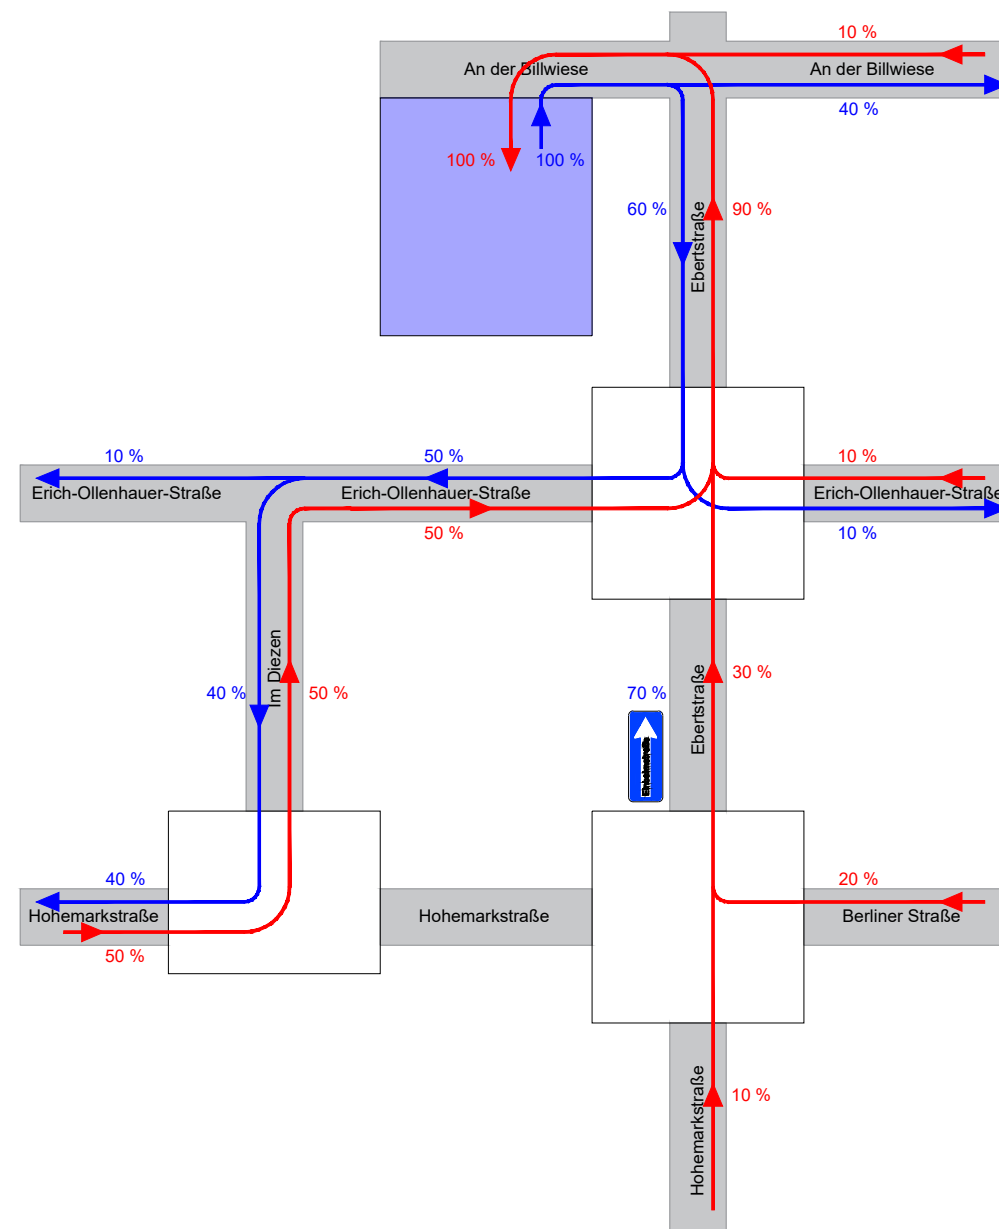 10 %
An der Billwiese
An der Billwiese
40 %
100 %
100 %
60 %
Ebertstraße
90 %
10 %
50 %
10 %
Erich-Ollenhauer-Straße
Erich-Ollenhauer-Straße
Erich-Ollenhauer-Straße
50 %
10 %
Im Diezen
40 %
50 %
70 %
Ebertstraße
30 %
Einbahnstraße
40 %
20 %
Hohemarkstraße
Hohemarkstraße
Berliner Straße
50 %
Hohemarkstraße
10 %